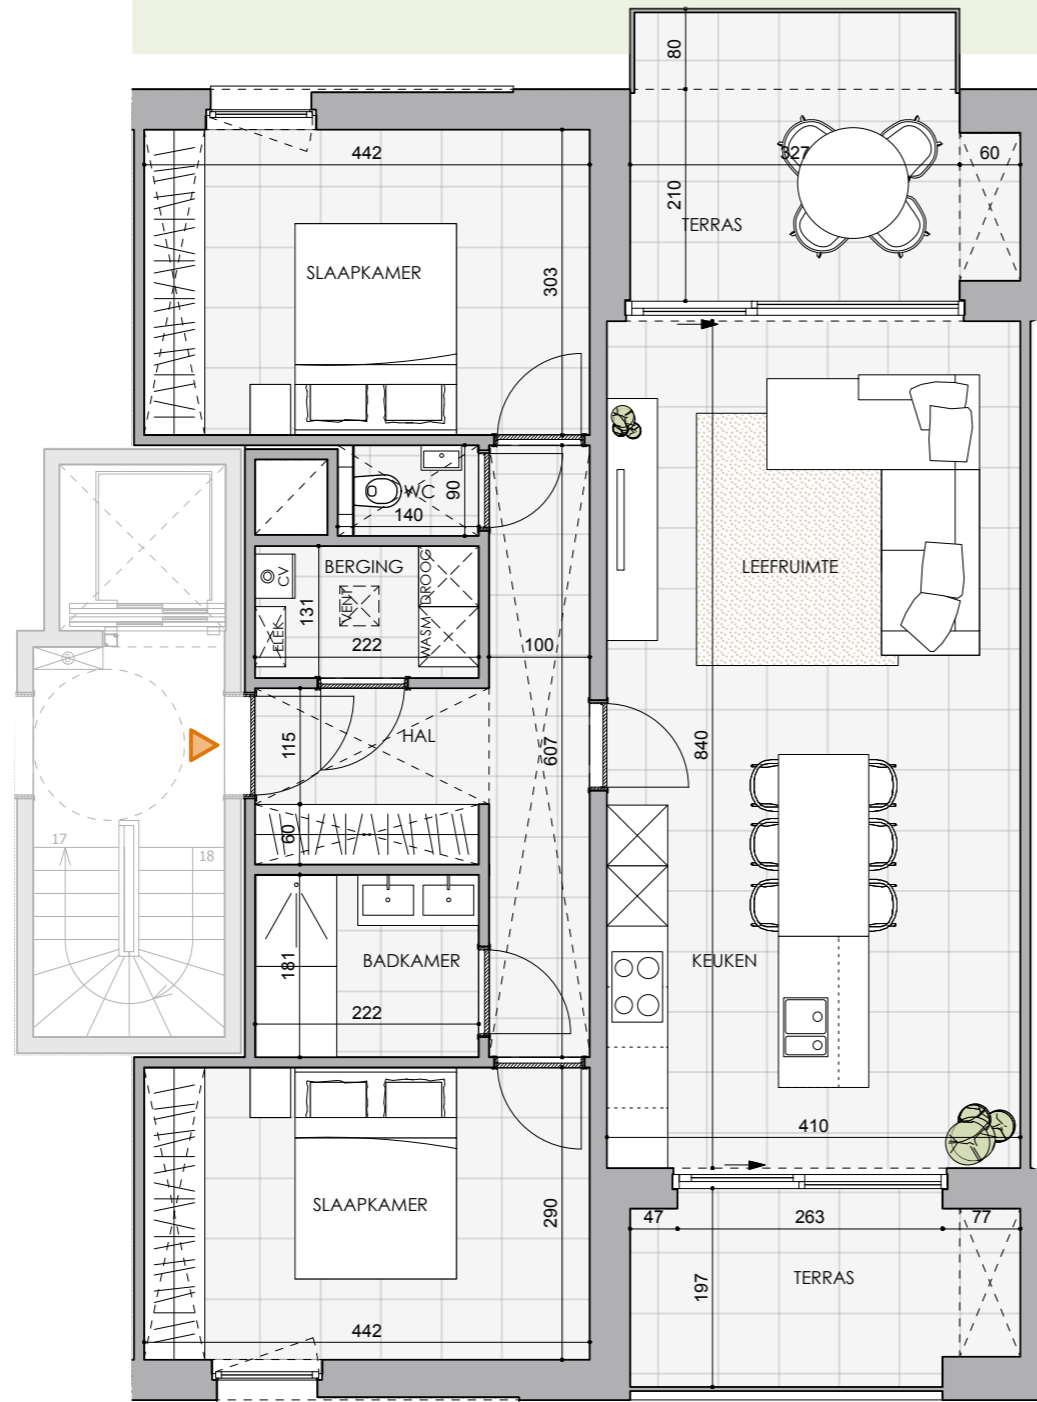 80
442
327
60
210
TERRAS
SLAAPKAMER
303
WC
90
140
LEEFRUIMTE
BERGING
DROOG
CV
VENT
131
ELEK
WASM
222
100
HAL
115
607
840
60
17
18
BADKAMER
181
KEUKEN
222
410
SLAAPKAMER
290
47
263
77
TERRAS
197
442